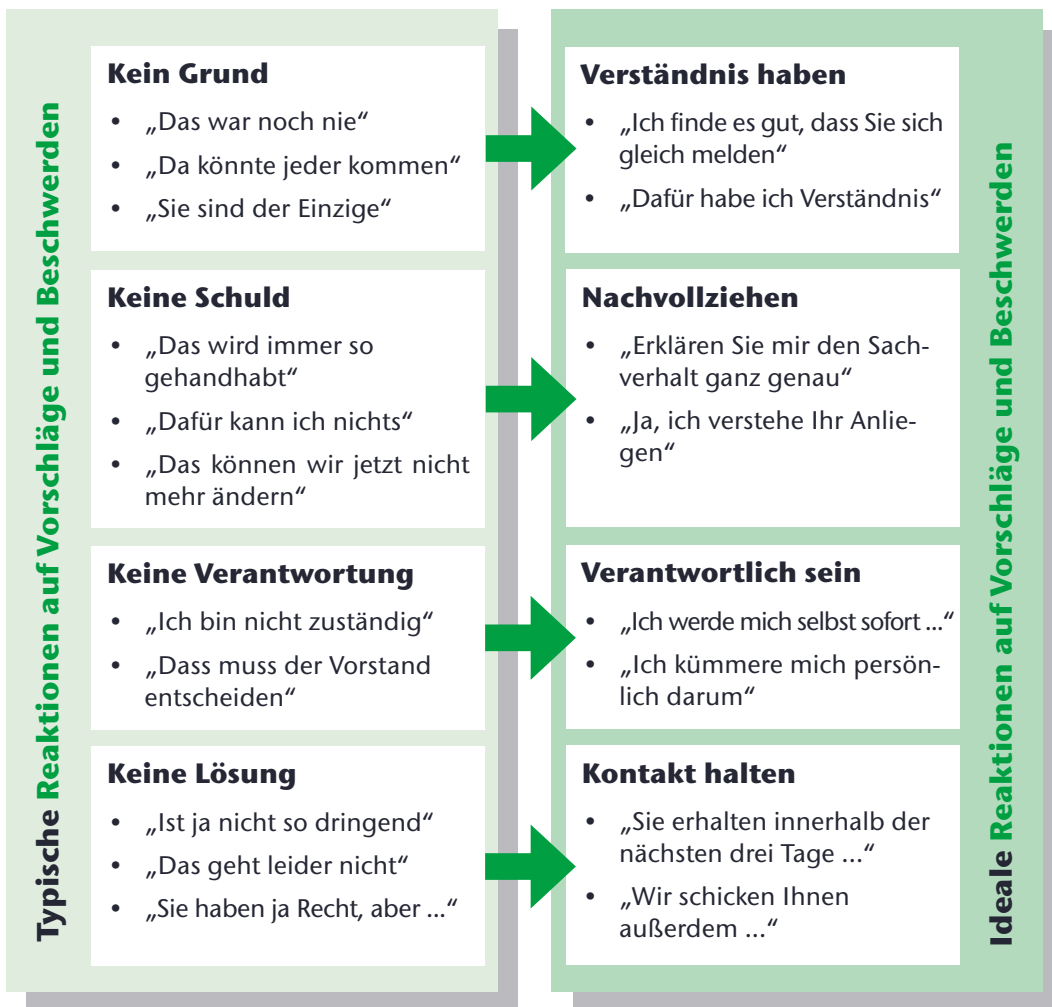 Typische Reaktionen auf Vorschläge und Beschwerden
Kein Grund
• „Das war noch nie“
• „Da könnte jeder kommen“
• „Sie sind der Einzige“
Keine Schuld
• „Das wird immer so
gehandhabt“
• „Dafür kann ich nichts“
• „Das können wir jetzt nicht
mehr ändern“
Keine Verantwortung
• „Ich bin nicht zuständig“
• „Dass muss der Vorstand
entscheiden“
Keine Lösung
• „Ist ja nicht so dringend“
• „Das geht leider nicht“
• „Sie haben ja Recht, aber ...“
Verständnis haben
• „Ich finde es gut, dass Sie sich
gleich melden“
• „Dafür habe ich Verständnis“
Nachvollziehen
• „Erklären Sie mir den Sach-
verhalt ganz genau“
• „Ja, ich verstehe Ihr Anlie-
gen“
Verantwortlich sein
• „Ich werde mich selbst sofort ...“
• „Ich kümmere mich persön-
lich darum“
Kontakt halten
• „Sie erhalten innerhalb der
nächsten drei Tage ...“
• „Wir schicken Ihnen
außerdem ...“
Ideale Reaktionen auf Vorschläge und Beschwerden